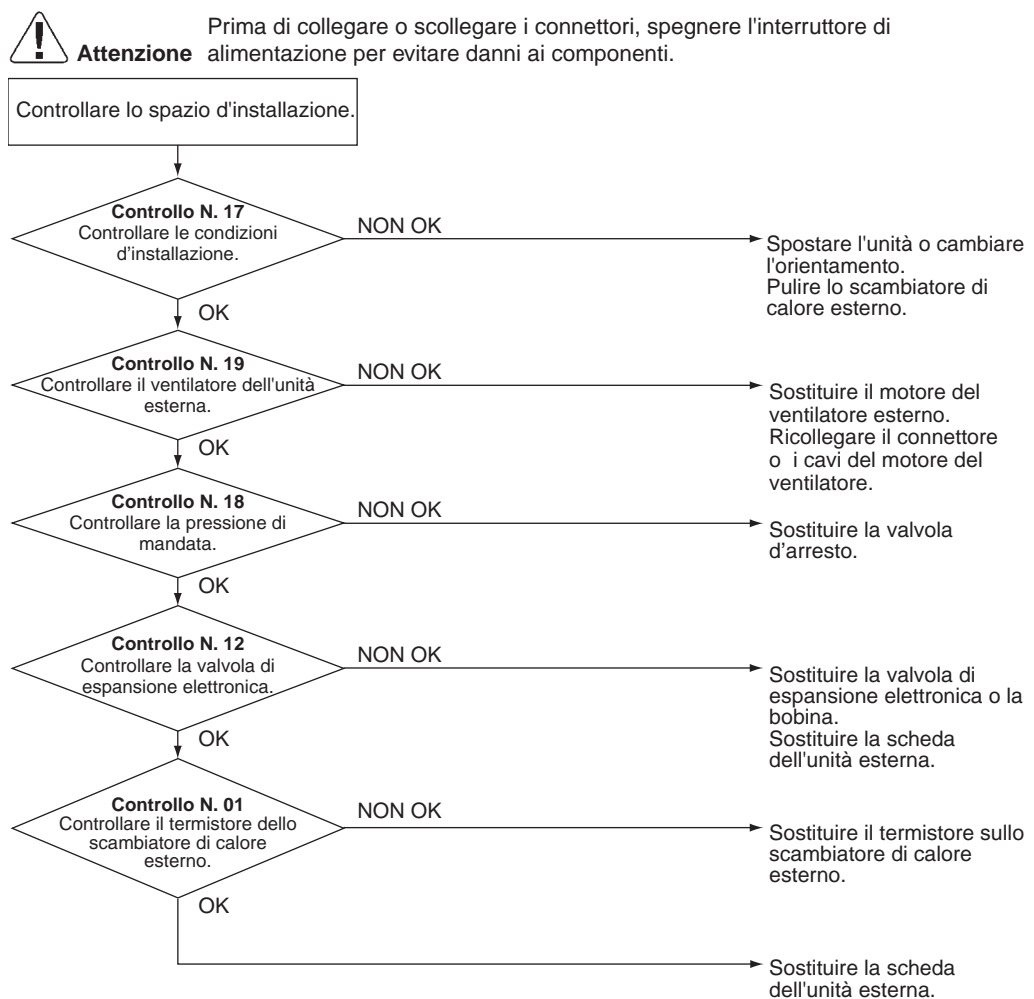 Prima di collegare o scollegare i connettori, spegnere l'interruttore di
Attenzione alimentazione per evitare danni ai componenti.
Controllare lo spazio d'installazione.
Controllo N. 17
Controllare le condizioni
d'installazione.
NON OK
Spostare l'unità o cambiare
l'orientamento.
Pulire lo scambiatore di
calore esterno.
OK
Controllo N. 19
Controllare il ventilatore dell'unità
esterna.
NON OK
Sostituire il motore del
ventilatore esterno.
Ricollegare il connettore
o i cavi del motore del
ventilatore.
OK
Controllo N. 18
Controllare la pressione di
mandata.
NON OK
Sostituire la valvola
d'arresto.
OK
Controllo N. 12
Controllare la valvola di
espansione elettronica.
NON OK
Sostituire la valvola di
espansione elettronica o la
bobina.
Sostituire la scheda
dell'unità esterna.
OK
Controllo N. 01
Controllare il termistore dello
scambiatore di calore
esterno.
NON OK
Sostituire il termistore sullo
scambiatore di calore
esterno.
OK
Sostituire la scheda
dell'unità esterna.